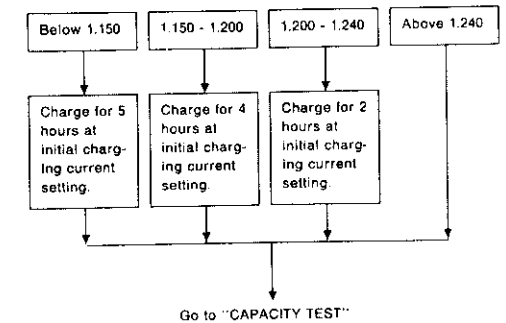 Below 1.150
1.150 - 1.200
1.200 - 1.240
Above 1.240
Charge for 5
hours at
initial charg-
ing current
setting.
Charge for 4
hours at
initial charg-
ing current
setting.
Charge for 2
hours at
initial charg-
ing current
setting.
Go to "CAPACITY TEST"